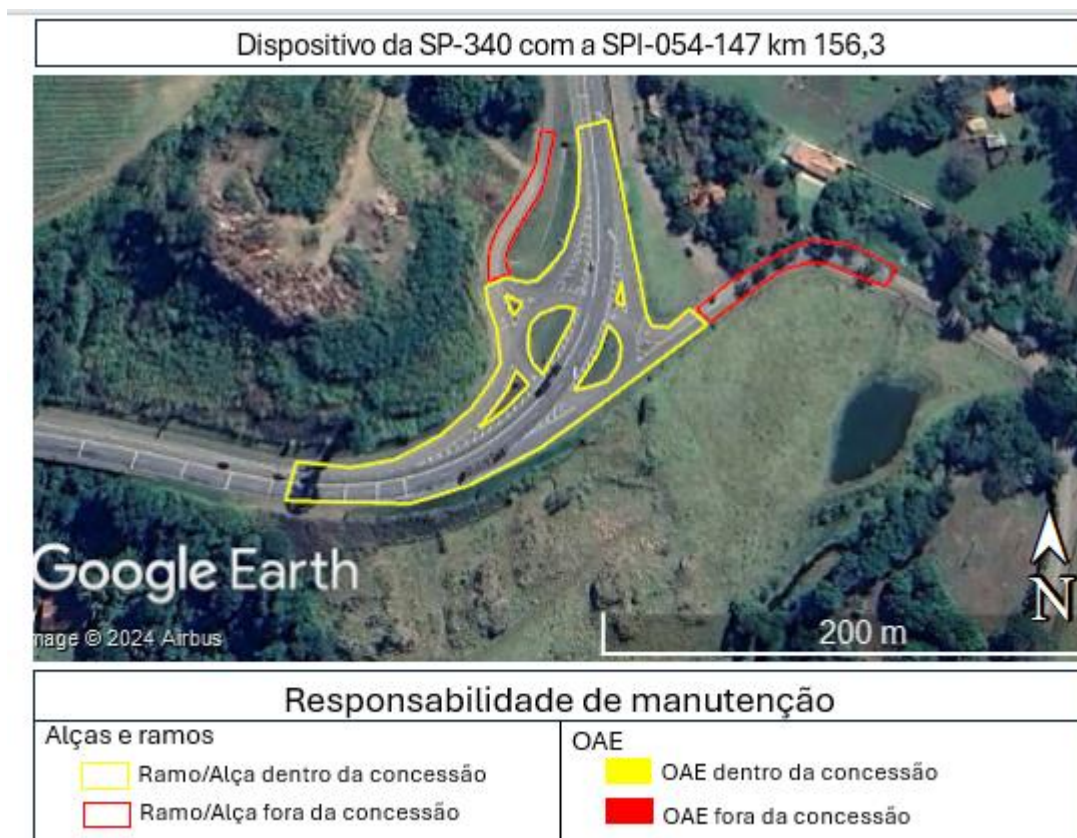 Dispositivo da SP-340 com a SPI-054-147 km 156,3
Google Earth
mage © 2024 Airbus
N
200 m
Responsabilidade de manutenção
Alças e ramos
Ramo/Alça dentro da concessão
Ramo/Alça fora da concessão
OAE
OAE dentro da concessão
OAE fora da concessão